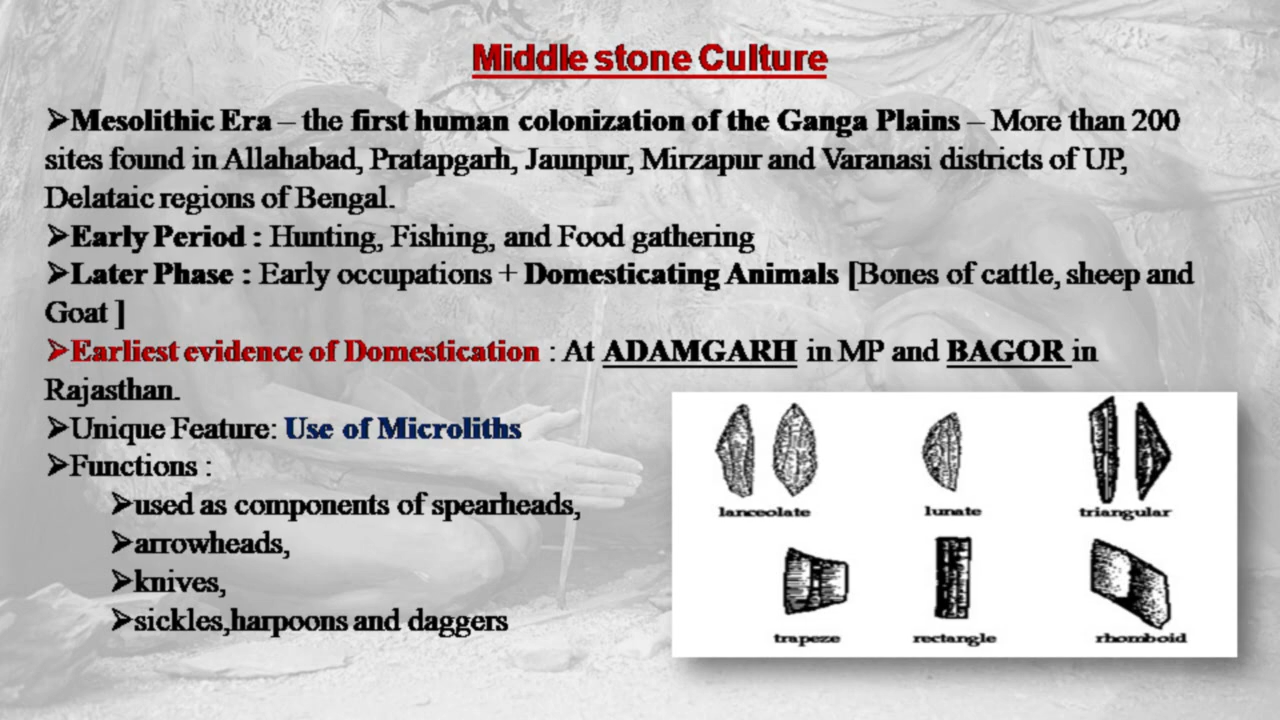 Middle stone Culture
➢Mesolithic Era – the first human colonization of the Ganga Plains – More than 200
sites found in Allahabad, Pratapgarh, Jaunpur, Mirzapur and Varanasi districts of UP,
Delataic regions of Bengal.
➢Early Period : Hunting, Fishing, and Food gathering
➢Later Phase : Early occupations + Domesticating Animals [Bones of cattle, sheep and
Goat ]
➢Earliest evidence of Domestication : At ADAMGARH in MP and BAGOR in
Rajasthan.
➢Unique Feature: Use of Microliths
➢Functions :
➢used as components of spearheads,
➢arrowheads,
➢knives,
➢sickles,harpoons and daggers
lanceolate lunate triangular
trapeze rectangle rhomboid